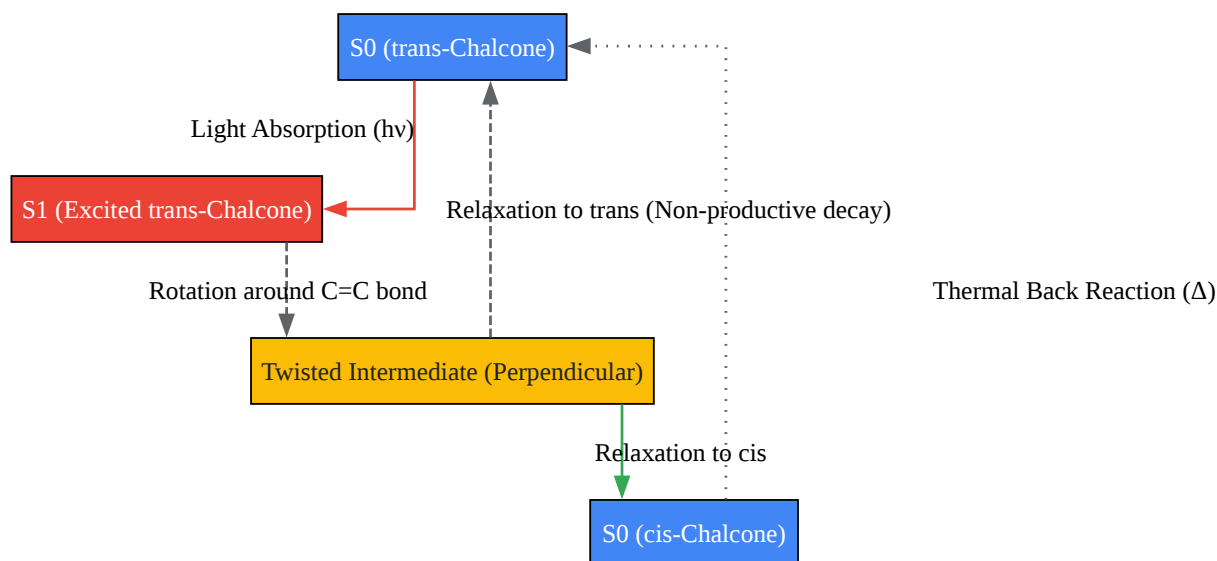 S0 (trans-Chalcone)
Light Absorption (hν)
S1 (Excited trans-Chalcone)
Relaxation to trans (Non-productive decay)
Rotation around C=C bond
Thermal Back Reaction (Δ)
Twisted Intermediate (Perpendicular)
Relaxation to cis
S0 (cis-Chalcone)